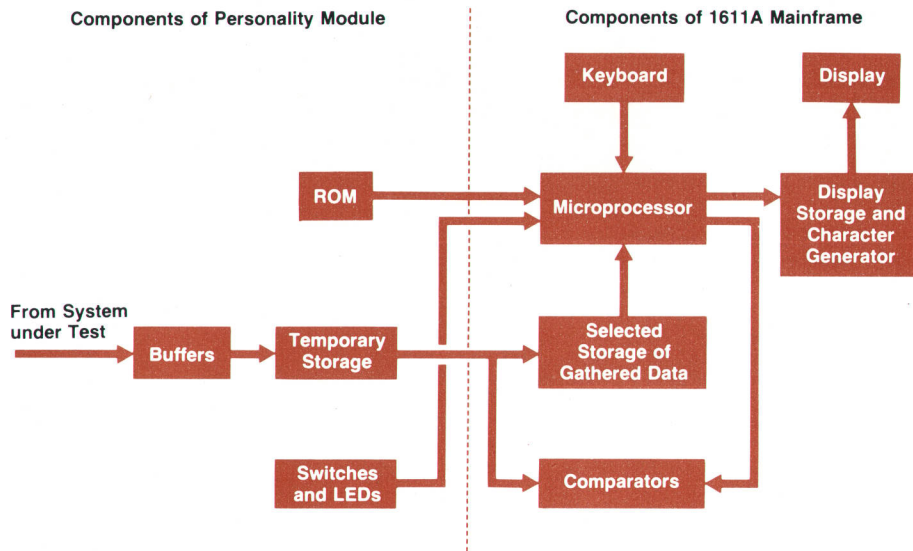 Components of Personality Module
Components of 1611A Mainframe
Keyboard
Display
ROM
Microprocessor
Display
Storage and
Character
Generator
From System
under Test
Buffers
Temporary
Storage
Selected
Storage of
Gathered Data
Switches
and LEDs
Comparators